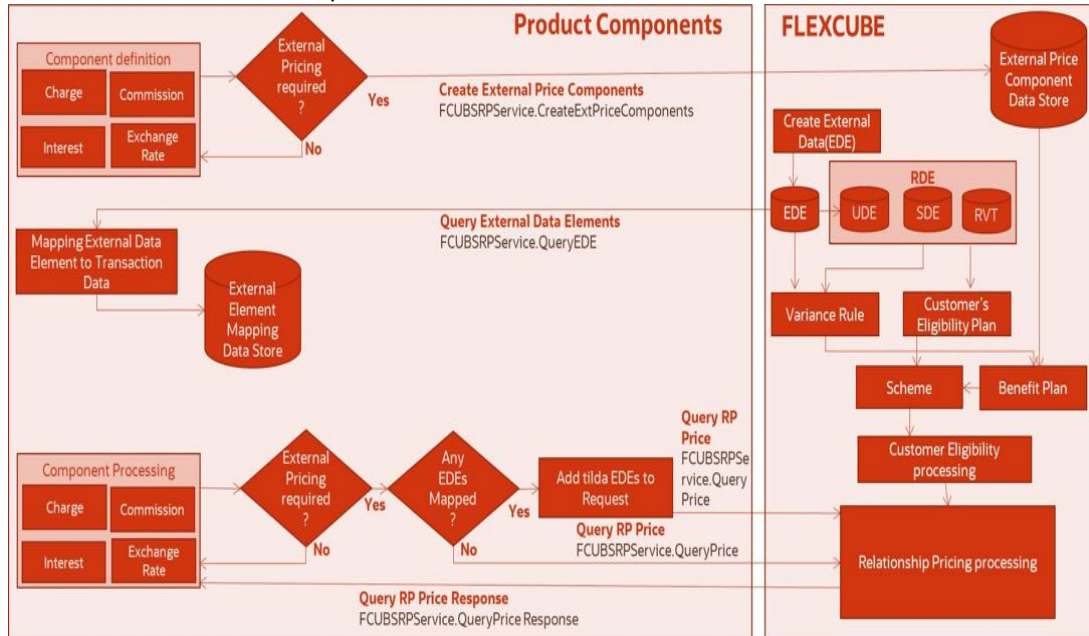 Product Components
Component definition
Charge
Commission
Interest
Exchange
Rate
External
Pricing
required
?
Yes
No
Create External Price Components
FCUBSRPService.CreateExtPriceComponents
Query External Data Elements
FCUBSRPService.QueryEDE
Mapping External Data
Element to Transaction
Data
External
Element
Mapping
Data Store
Component Processing
Charge
Commission
Interest
Exchange
Rate
External
Pricing
required
?
Yes
No
Any
EDEs
Mapped
?
Yes
No
Add tilda EDEs to
Request
Query RP
Price
FCUBSRPSe
rvice.Query
Price
Query RP Price
FCUBSRPService.QueryPrice
Query RP Price Response
FCUBSRPService.QueryPrice Response
FLEXCUBE
External Price
Component
Data Store
Create External
Data(EDE)
RDE
EDE
UDE
SDE
RVT
Variance Rule
Customer's
Eligibility Plan
Scheme
Benefit Plan
Customer Eligibility
processing
Relationship Pricing processing